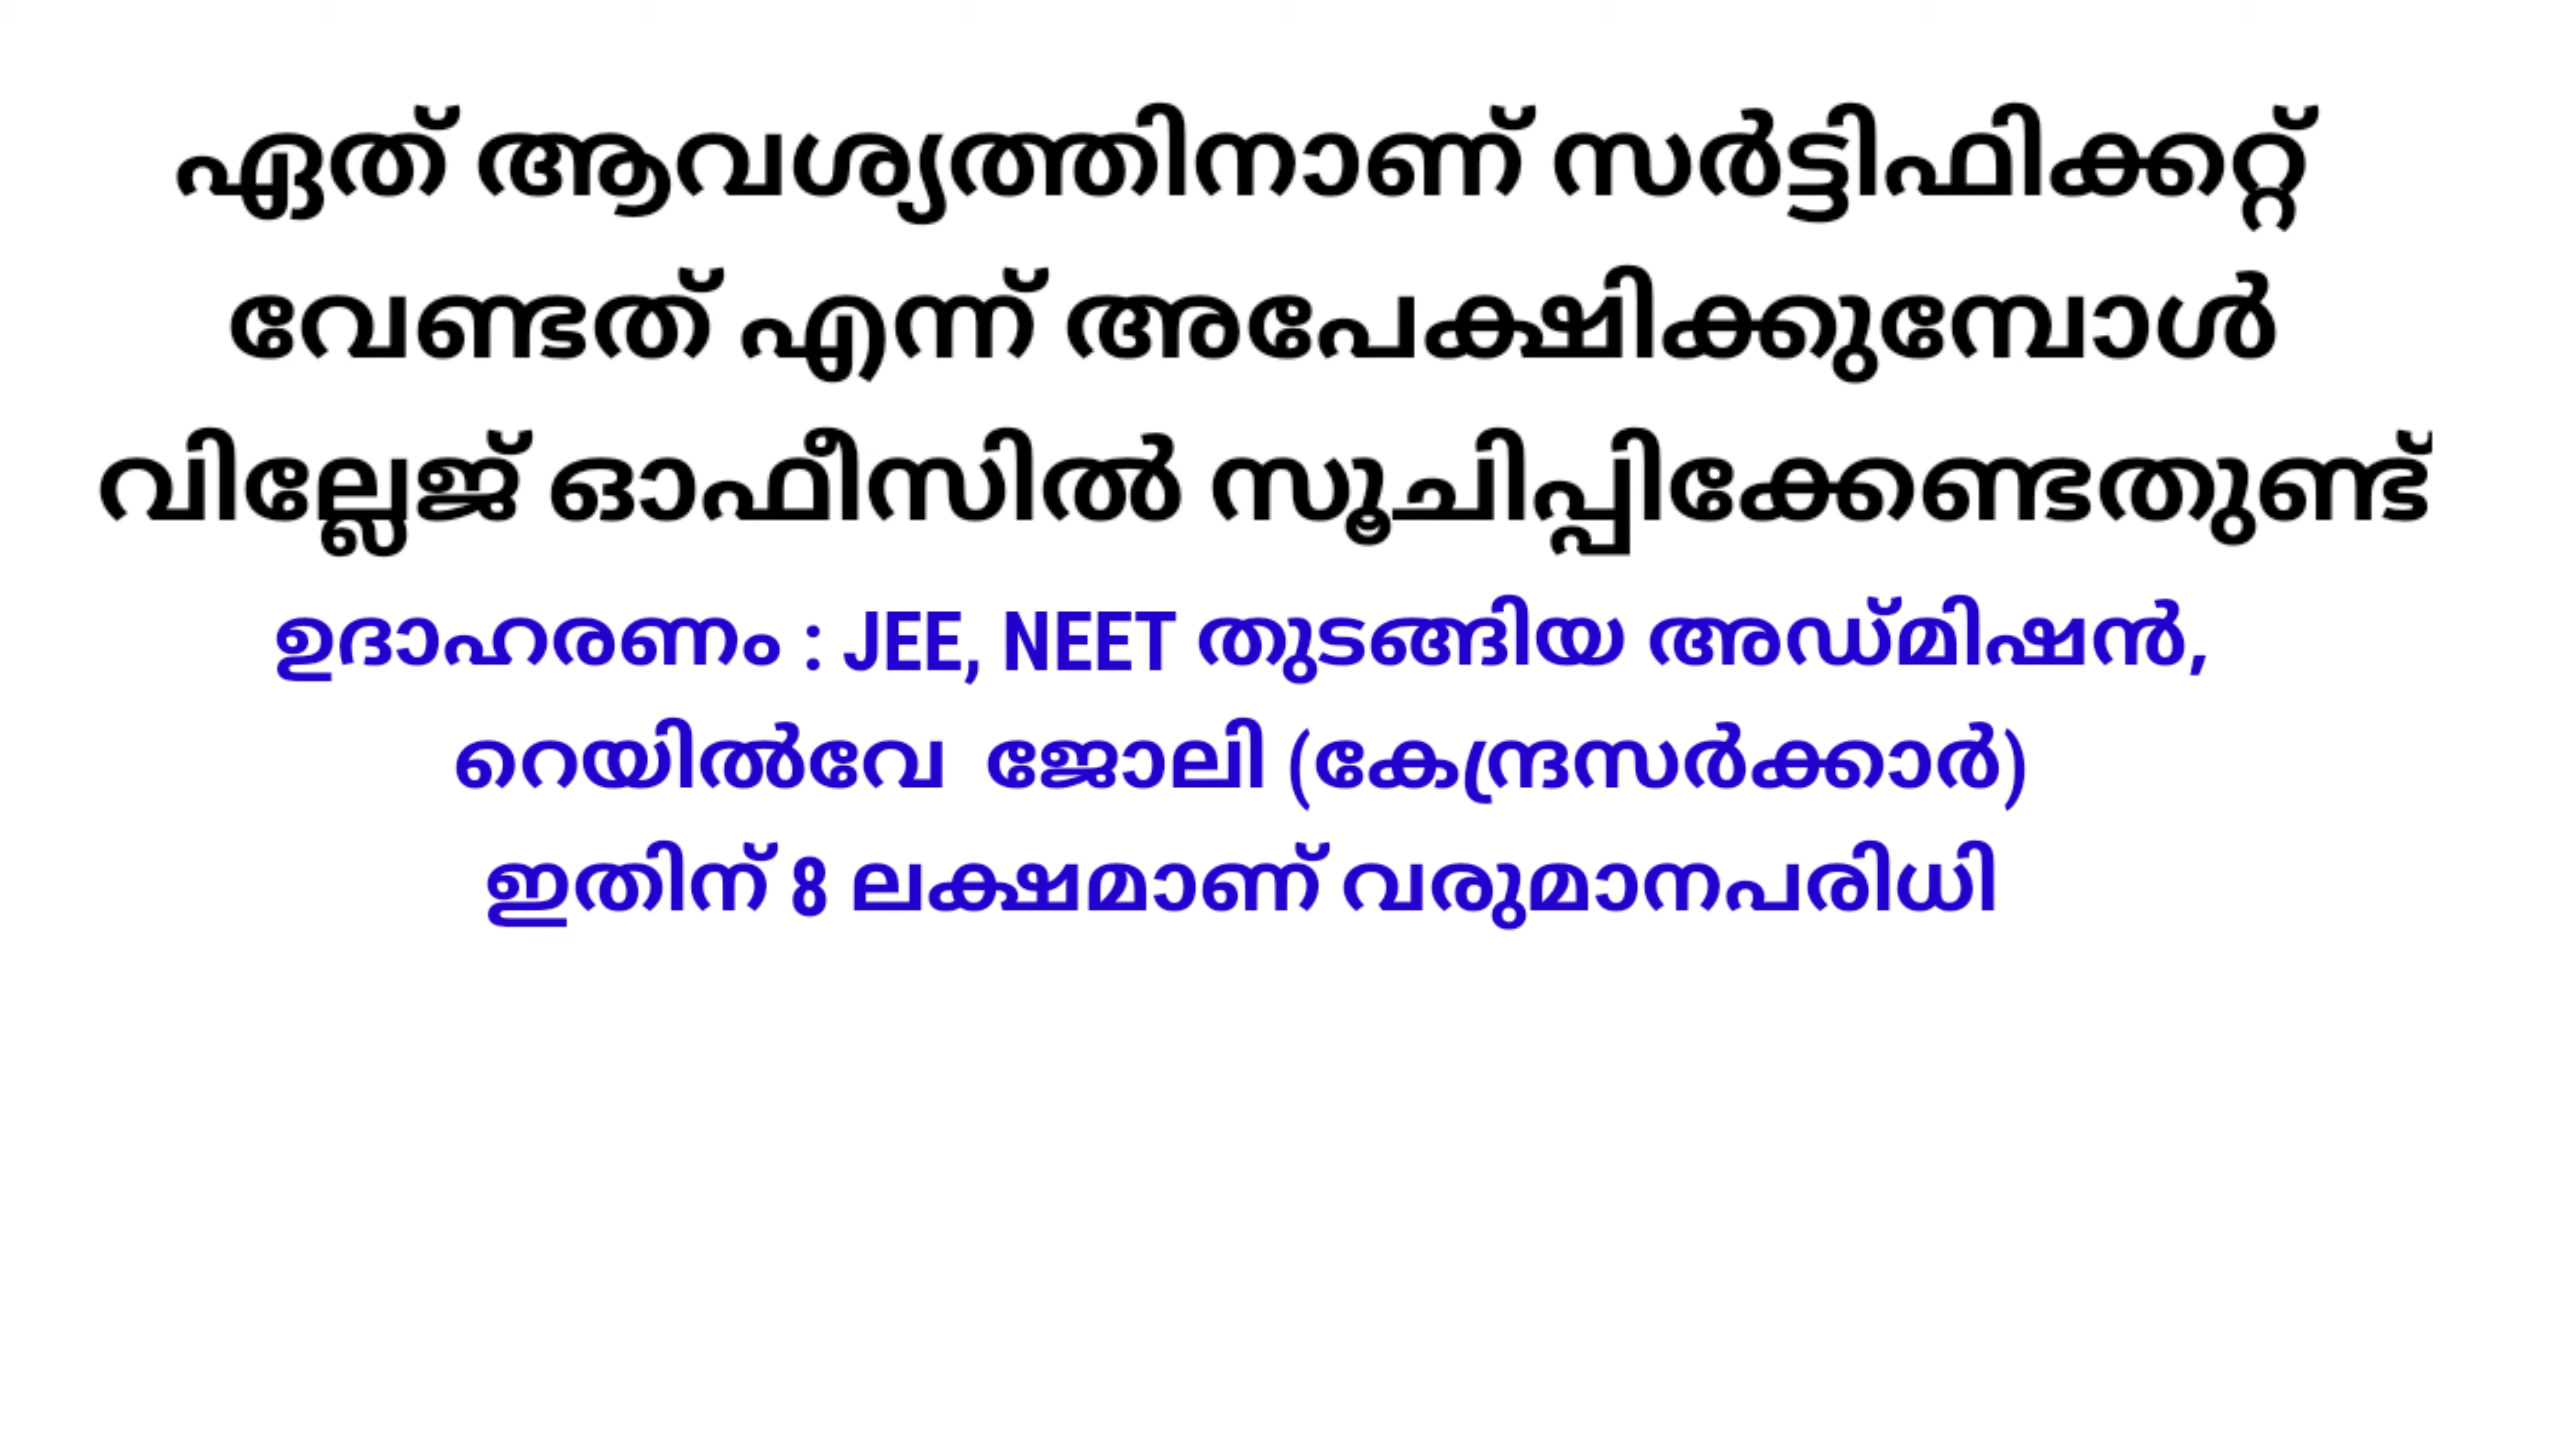 ഏത് ആവശ്യത്തിനാണ് സർട്ടിഫിക്കറ്റ്
വേണ്ടത് എന്ന് അപേക്ഷിക്കുമ്പോൾ
വില്ലേജ് ഓഫീസിൽ സൂചിപ്പിക്കേണ്ടതുണ്ട്
ഉദാഹരണം : JEE, NEET തുടങ്ങിയ അഡ്മിഷൻ,
റെയിൽവേ ജോലി (കേന്ദ്രസർക്കാർ)
ഇതിന് 8 ലക്ഷമാണ് വരുമാനപരിധി